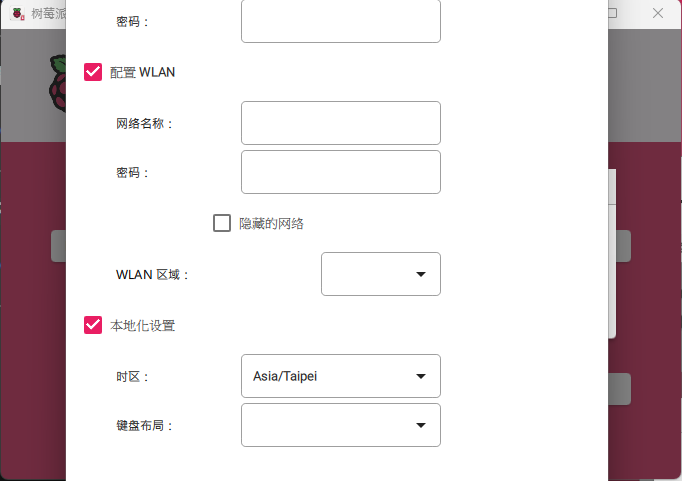 树莓派
密码：
配置 WLAN
网络名称：
密码：
隐藏的网络
WLAN 区域：
本地化设置
时区：
Asia/Taipei
键盘布局：